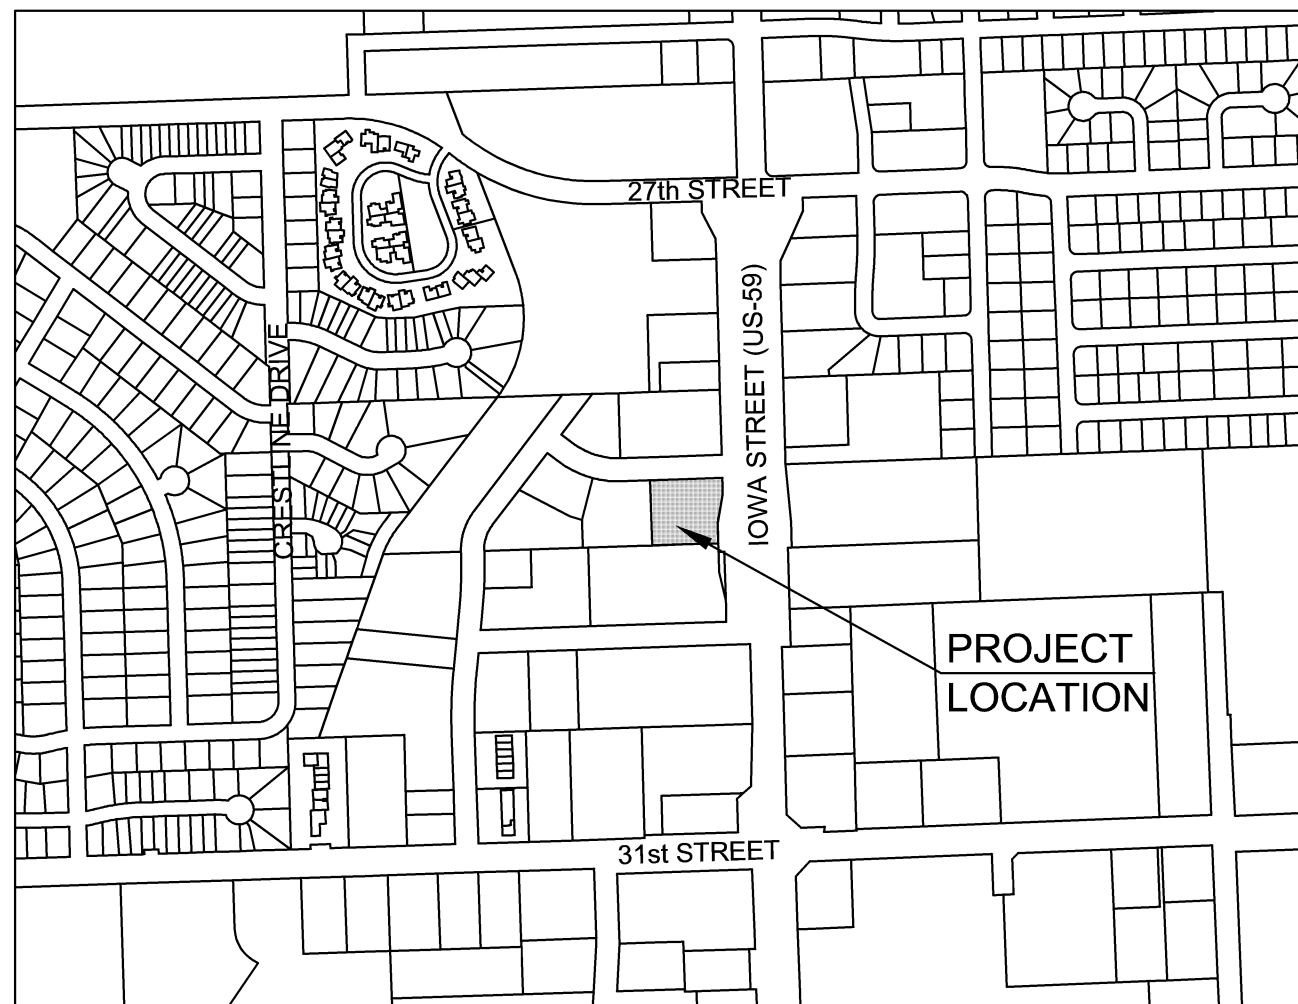 27th STREET
IOWA STREET (US-59)
CRESTLINE DRIVE
PROJECT
LOCATION
31st STREET